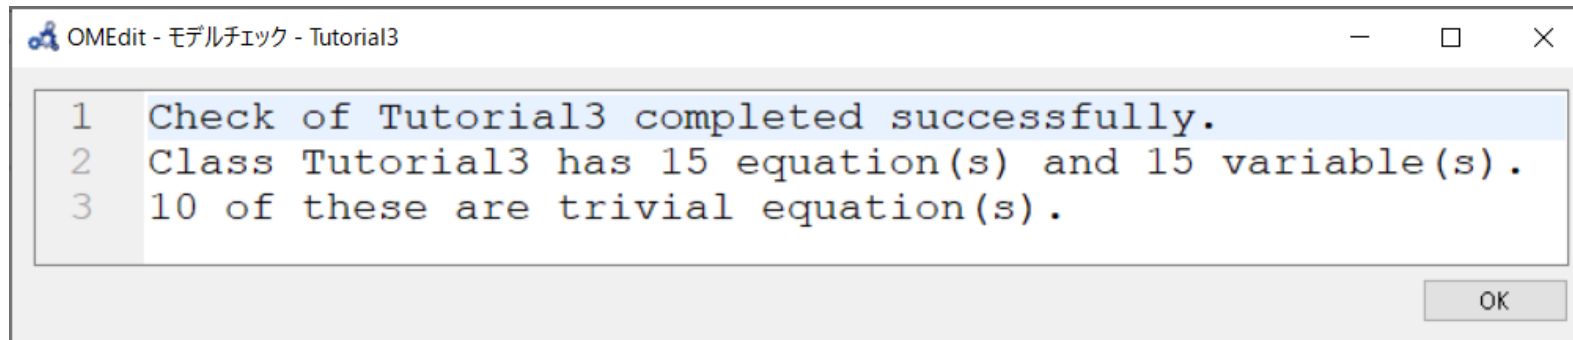 OMEdit - モデルチェック - Tutorial3
1 Check of Tutorial3 completed successfully.
2 Class Tutorial3 has 15 equation(s) and 15 variable(s).
3 10 of these are trivial equation(s).
OK